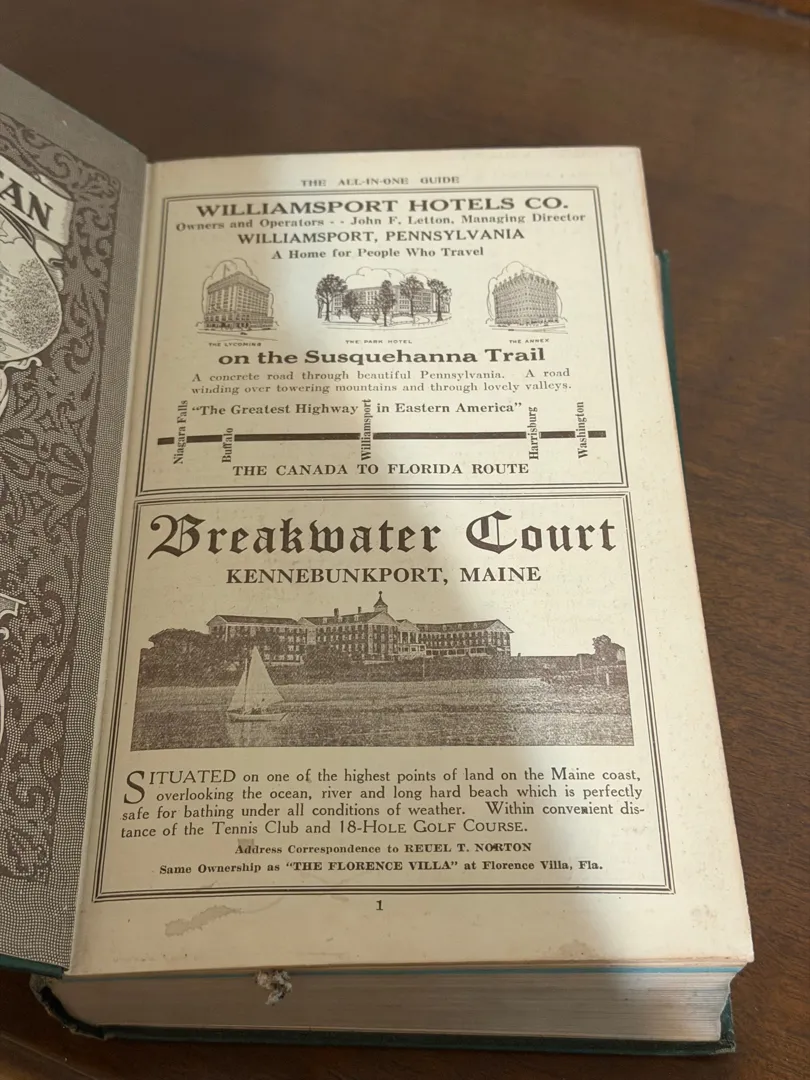 AN
THE ALL-IN-ONE GUIDE
WILLIAMSPORT HOTELS CO.
Owners and Operators - - John F. Letton, Managing Director
WILLIAMSPORT, PENNSYLVANIA
A Home for People Who Travel
THE LYCOMING THE PARK HOTEL THE ANNEX
on the Susquehanna Trail
A concrete road through beautiful Pennsylvania. A road
winding over towering mountains and through lovely valleys.
"The Greatest Highway in Eastern America"
Niagara Falls
Buffalo
Williamsport
Harrisburg
Washington
THE CANADA TO FLORIDA ROUTE
Breakwater Court
KENNEBUNKPORT, MAINE
SITUATED on one of the highest points of land on the Maine coast,
overlooking the ocean, river and long hard beach which is perfectly
safe for bathing under all conditions of weather. Within convenient dis-
tance of the Tennis Club and 18-HOLE GOLF COURSE.
Address Correspondence to REUEL T. NORTON
Same Ownership as "THE FLORENCE VILLA" at Florence Villa, Fla.
1